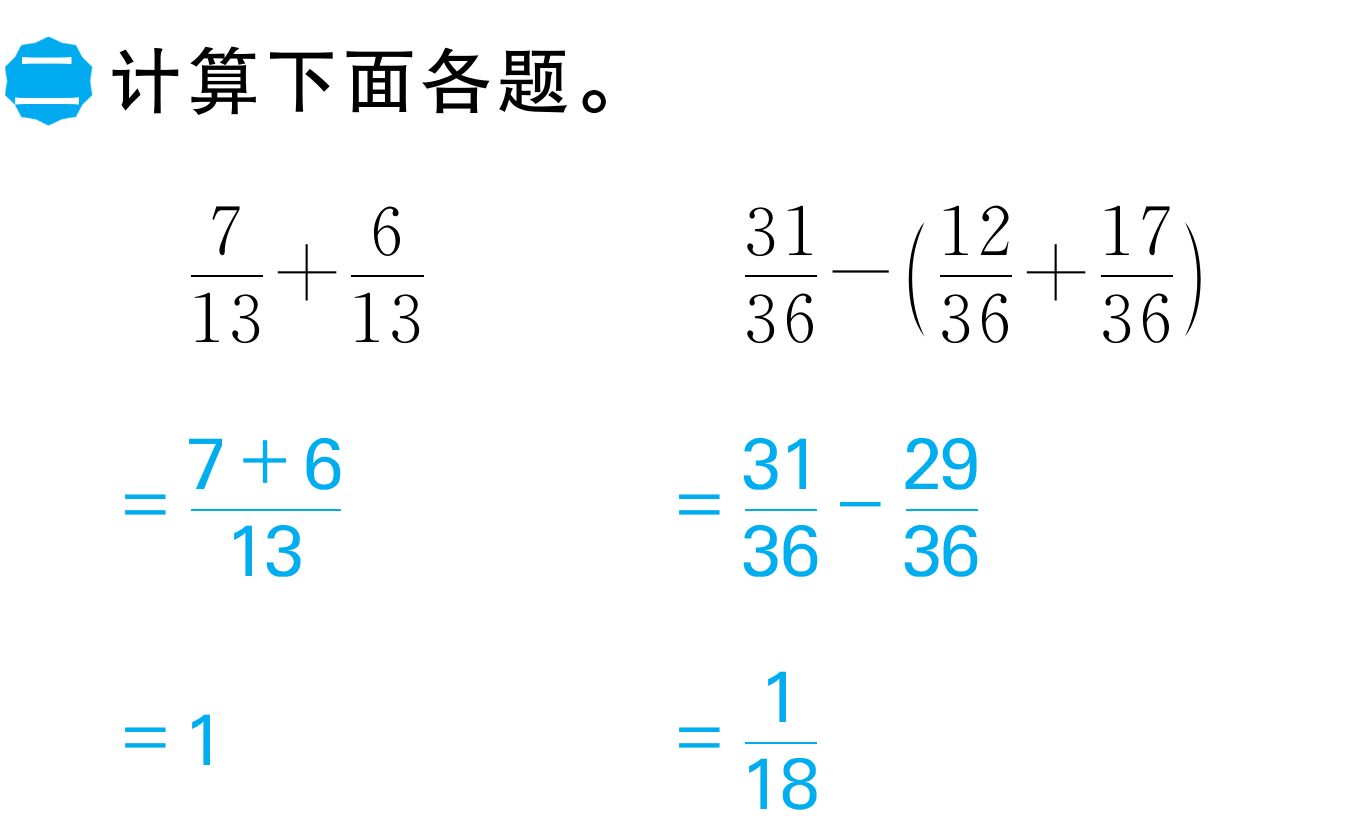 二 计算下面各题。
7/13 + 6/13
= (7+6)/13
= 1
31/36 − (12/36 + 17/36)
= 31/36 − 29/36
= 1/18